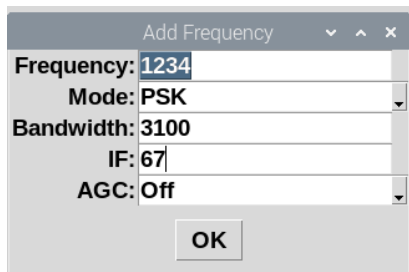 Add Frequency
Frequency: 1234
Mode: PSK
Bandwidth: 3100
IF: 67
AGC: Off
OK